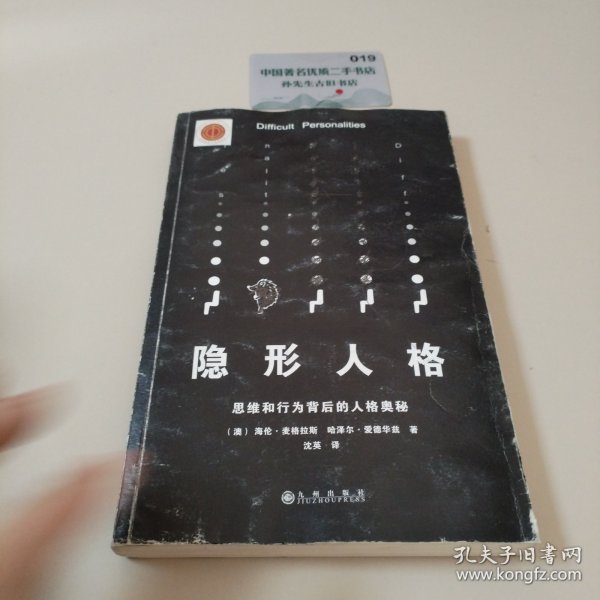 019
中国著名优质二手书店
孙先生古旧书店
Difficult Personalities
隐形人格
思维和行为背后的人格奥秘
（澳）海伦·麦格拉斯 哈泽尔·爱德华兹 著
沈英 译
九州出版社
JIUZHOUPRESS
孔夫子旧书网
www.kongfz.com